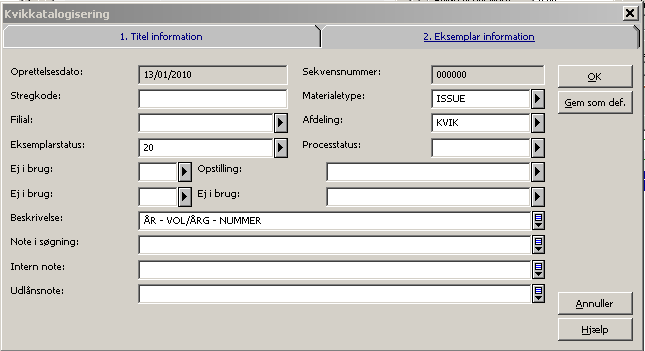 Kvikkatalogisering
1. Titel information
2. Eksemplar information
Oprettelsesdato: 13/01/2010 Sekvensnummer: 000000 OK
Stregkode: Materialetype: ISSUE Gem som def.
Filial: Afdeling: KVIK
Eksemplarstatus: 20 Processtatus:
Ej i brug: Opstilling:
Ej i brug: Ej i brug:
Beskrivelse: ÅR - VOL/ÅRG - NUMMER
Note i søgning:
Intern note:
Udlånsnote: Annuller
Hjælp